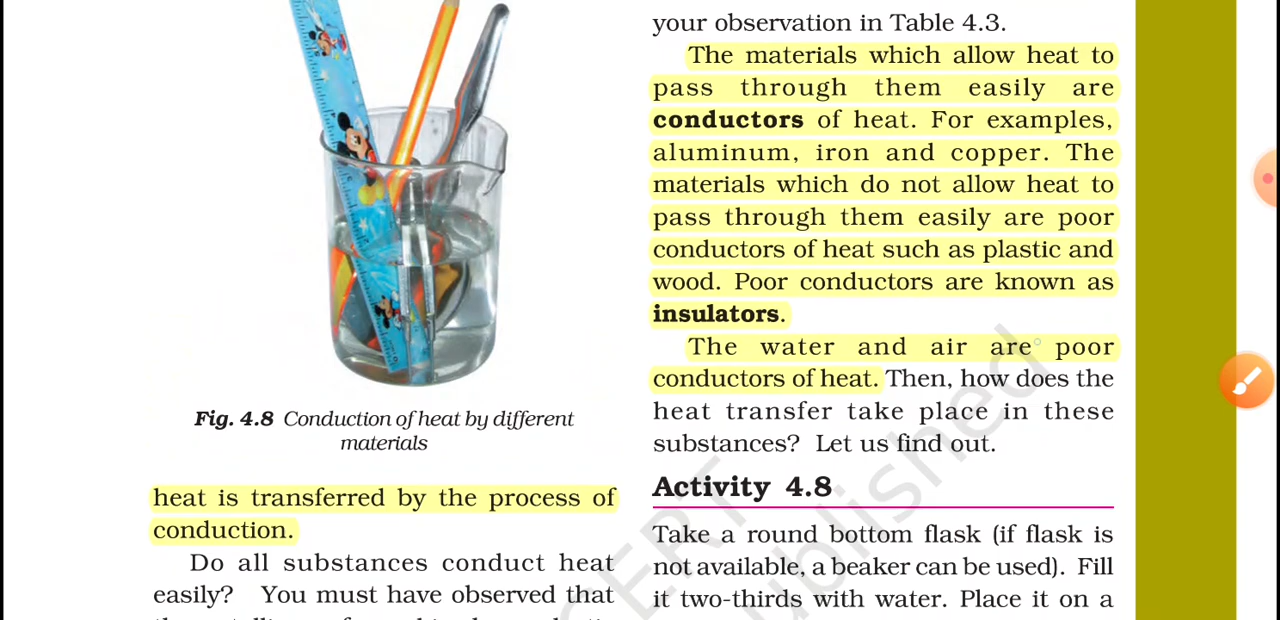 Fig. 4.8 Conduction of heat by different
materials
heat is transferred by the process of
conduction.
Do all substances conduct heat
easily? You must have observed that
your observation in Table 4.3.
The materials which allow heat to
pass through them easily are
conductors of heat. For examples,
aluminum, iron and copper. The
materials which do not allow heat to
pass through them easily are poor
conductors of heat such as plastic and
wood. Poor conductors are known as
insulators.
The water and air are poor
conductors of heat. Then, how does the
heat transfer take place in these
substances? Let us find out.
Activity 4.8
Take a round bottom flask (if flask is
not available, a beaker can be used). Fill
it two-thirds with water. Place it on a